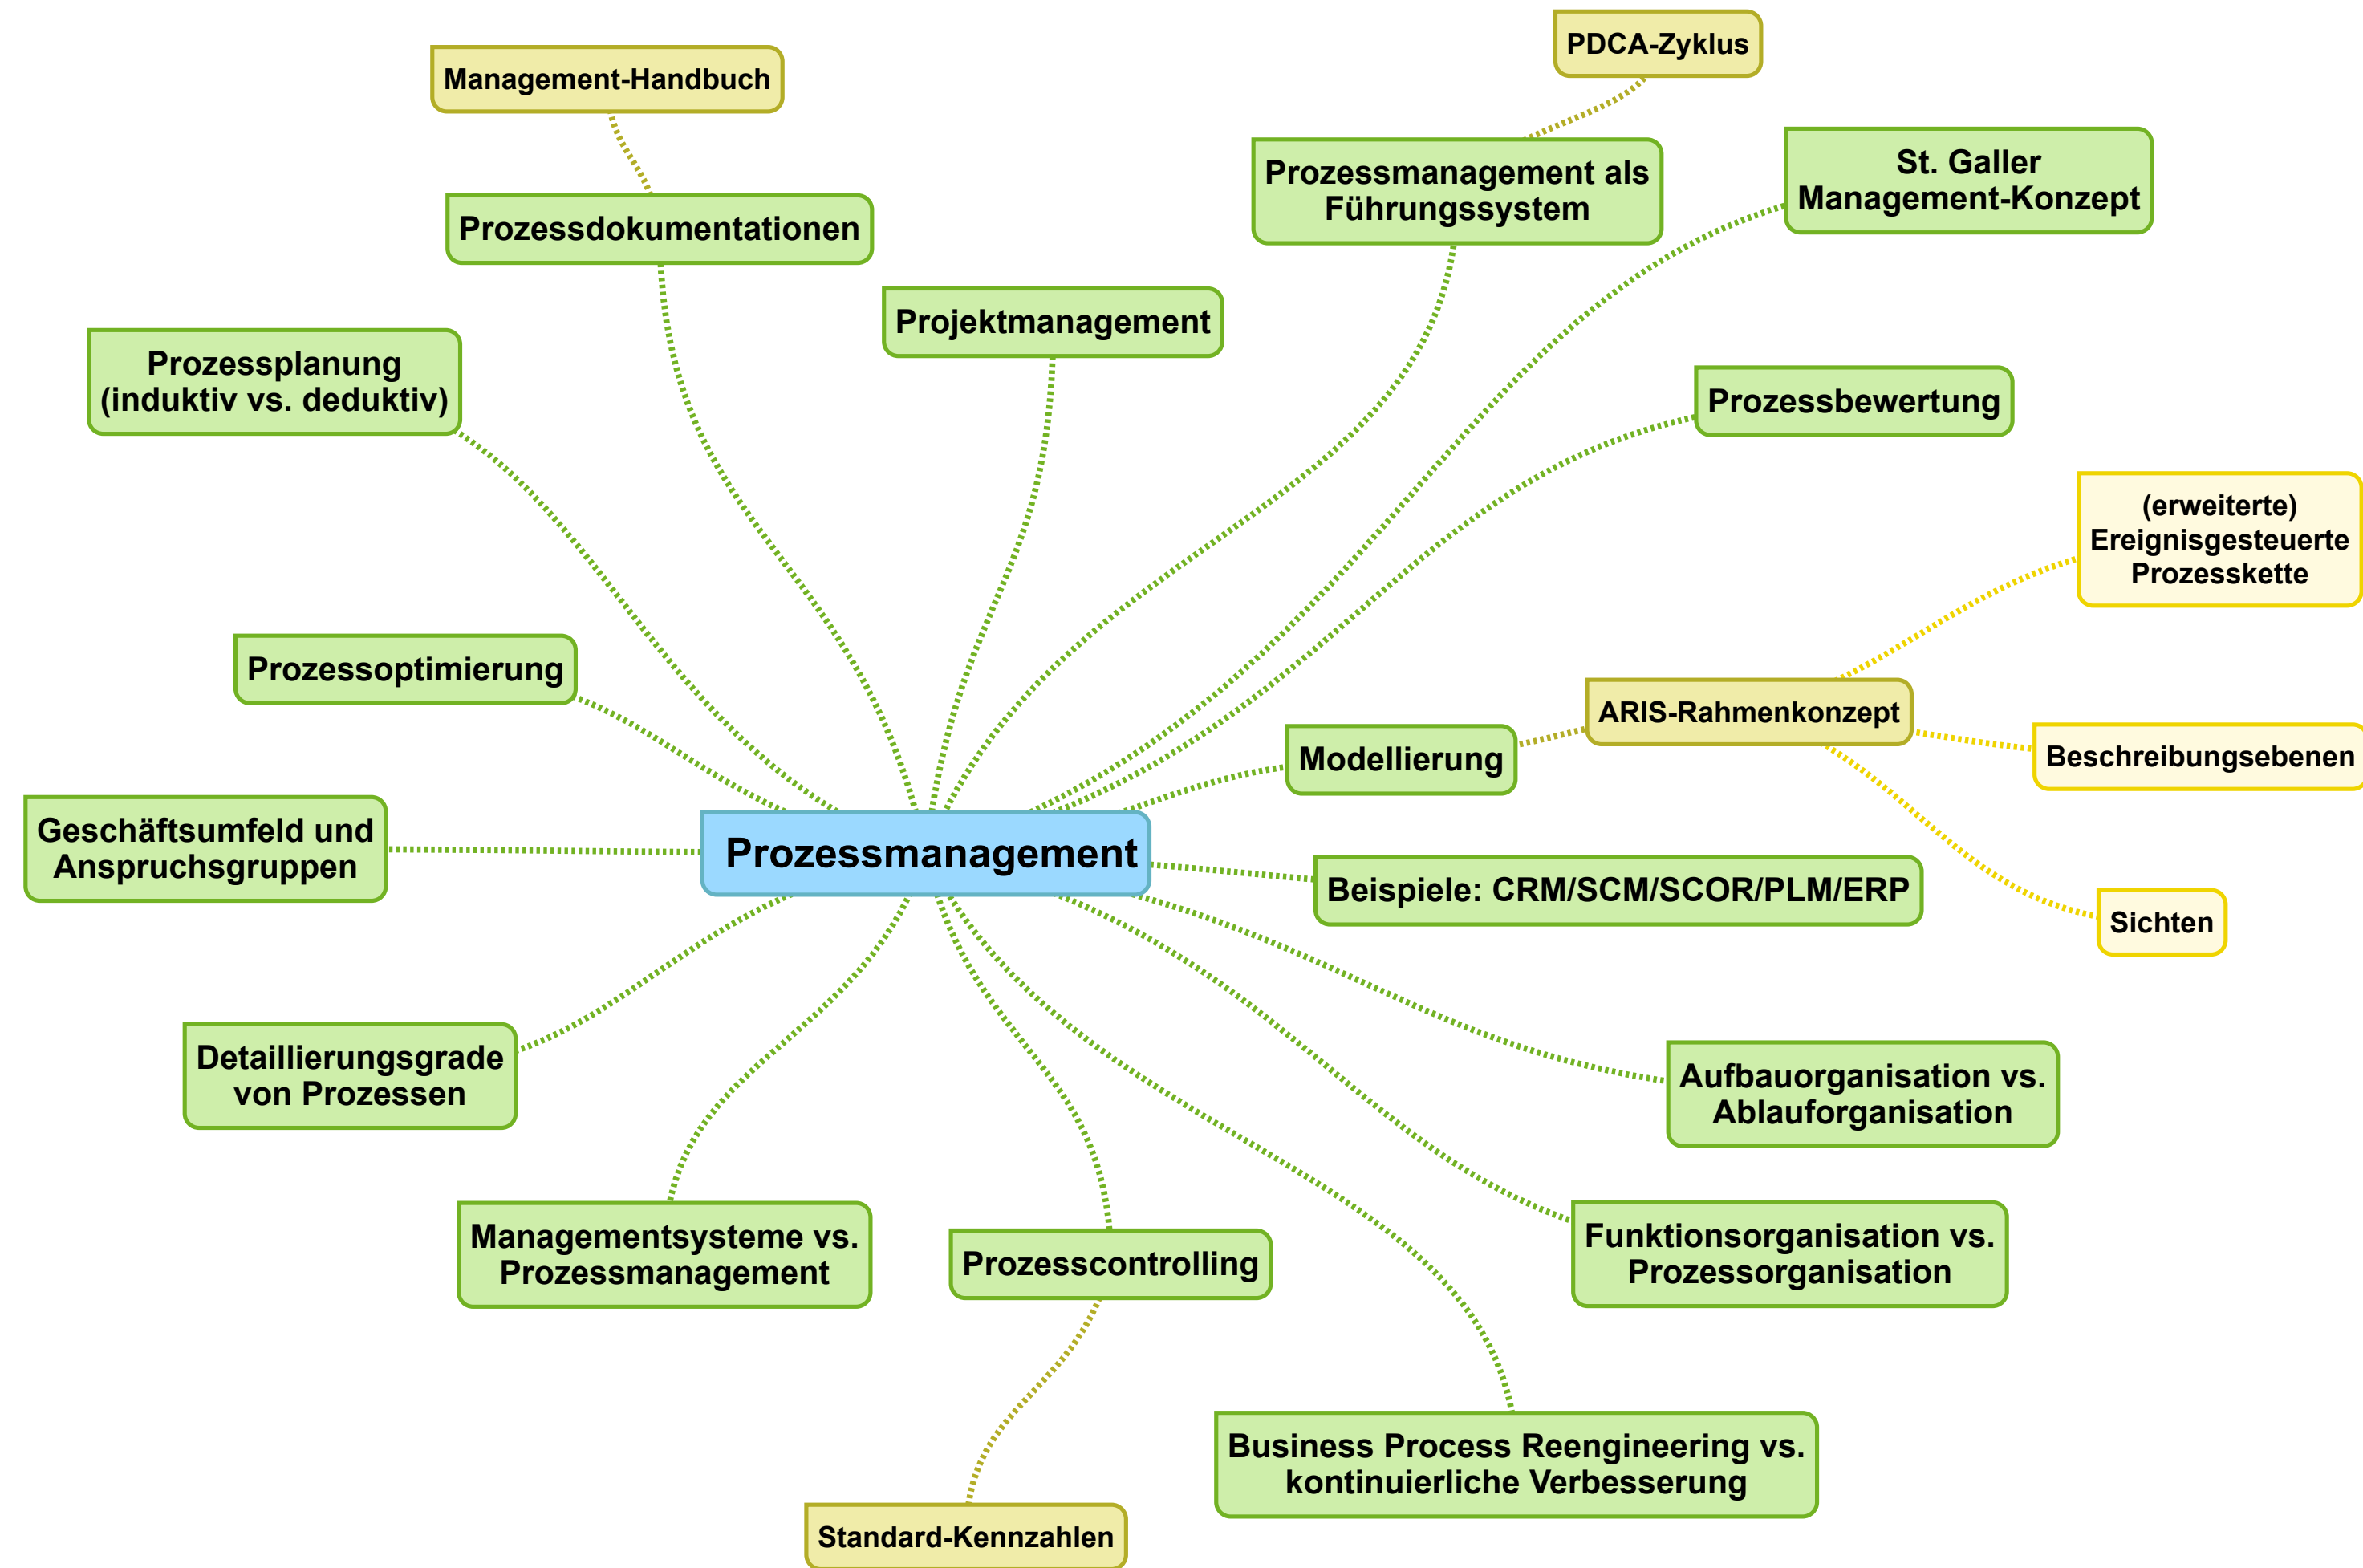 PDCA-Zyklus
Management-Handbuch
Prozessmanagement als
Führungssystem
St. Galler
Management-Konzept
Prozessdokumentationen
Projektmanagement
Prozessplanung
(induktiv vs. deduktiv)
Prozessbewertung
(erweiterte)
Ereignisgesteuerte
Prozesskette
Prozessoptimierung
ARIS-Rahmenkonzept
Modellierung
Beschreibungsebenen
Geschäftsumfeld und
Anspruchsgruppen
Prozessmanagement
Beispiele: CRM/SCM/SCOR/PLM/ERP
Sichten
Detaillierungsgrade
von Prozessen
Aufbauorganisation vs.
Ablauforganisation
Managementsysteme vs.
Prozessmanagement
Prozesscontrolling
Funktionsorganisation vs.
Prozessorganisation
Business Process Reengineering vs.
kontinuierliche Verbesserung
Standard-Kennzahlen